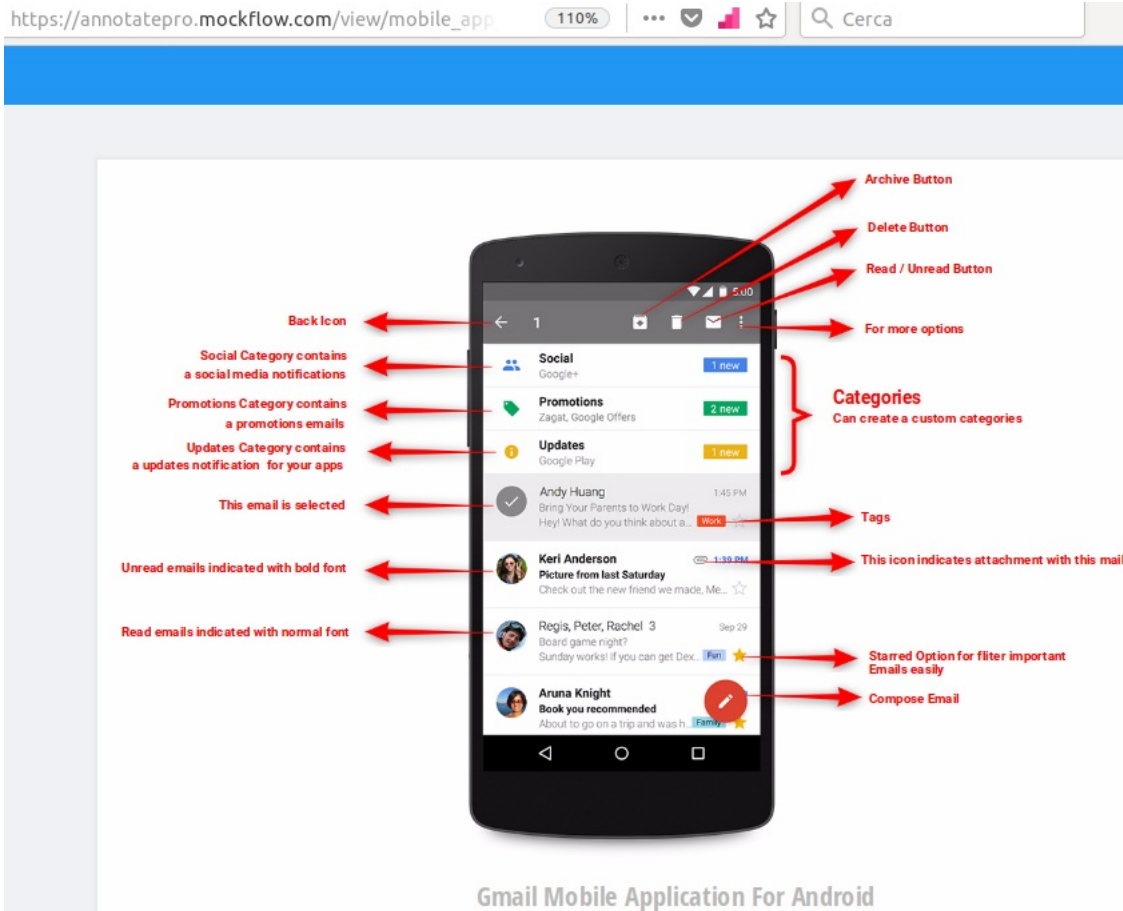 https://annotatepro.mockflow.com/view/mobile_app
110%
Cerca
Archive Button
Delete Button
Read / Unread Button
For more options
Back Icon
Social Category contains
a social media notifications
Promotions Category contains
a promotions emails
Updates Category contains
a updates notification for your apps
This email is selected
Unread emails indicated with bold font
Read emails indicated with normal font
5:00
1
Social
Google+
1 new
Promotions
Zagat, Google Offers
2 new
Updates
Google Play
1 new
Andy Huang
1:45 PM
Bring Your Parents to Work Day!
Hey! What do you think about a...
Work
Keri Anderson
1:39 PM
Picture from last Saturday
Check out the new friend we made, Me...
Regis, Peter, Rachel 3
Sep 29
Board game night?
Sunday works! If you can get Dex..
Fun
Aruna Knight
Book you recommended
About to go on a trip and was h..
Family
Categories
Can create a custom categories
Tags
This icon indicates attachment with this mail
Starred Option for fliter important
Emails easily
Compose Email
Gmail Mobile Application For Android